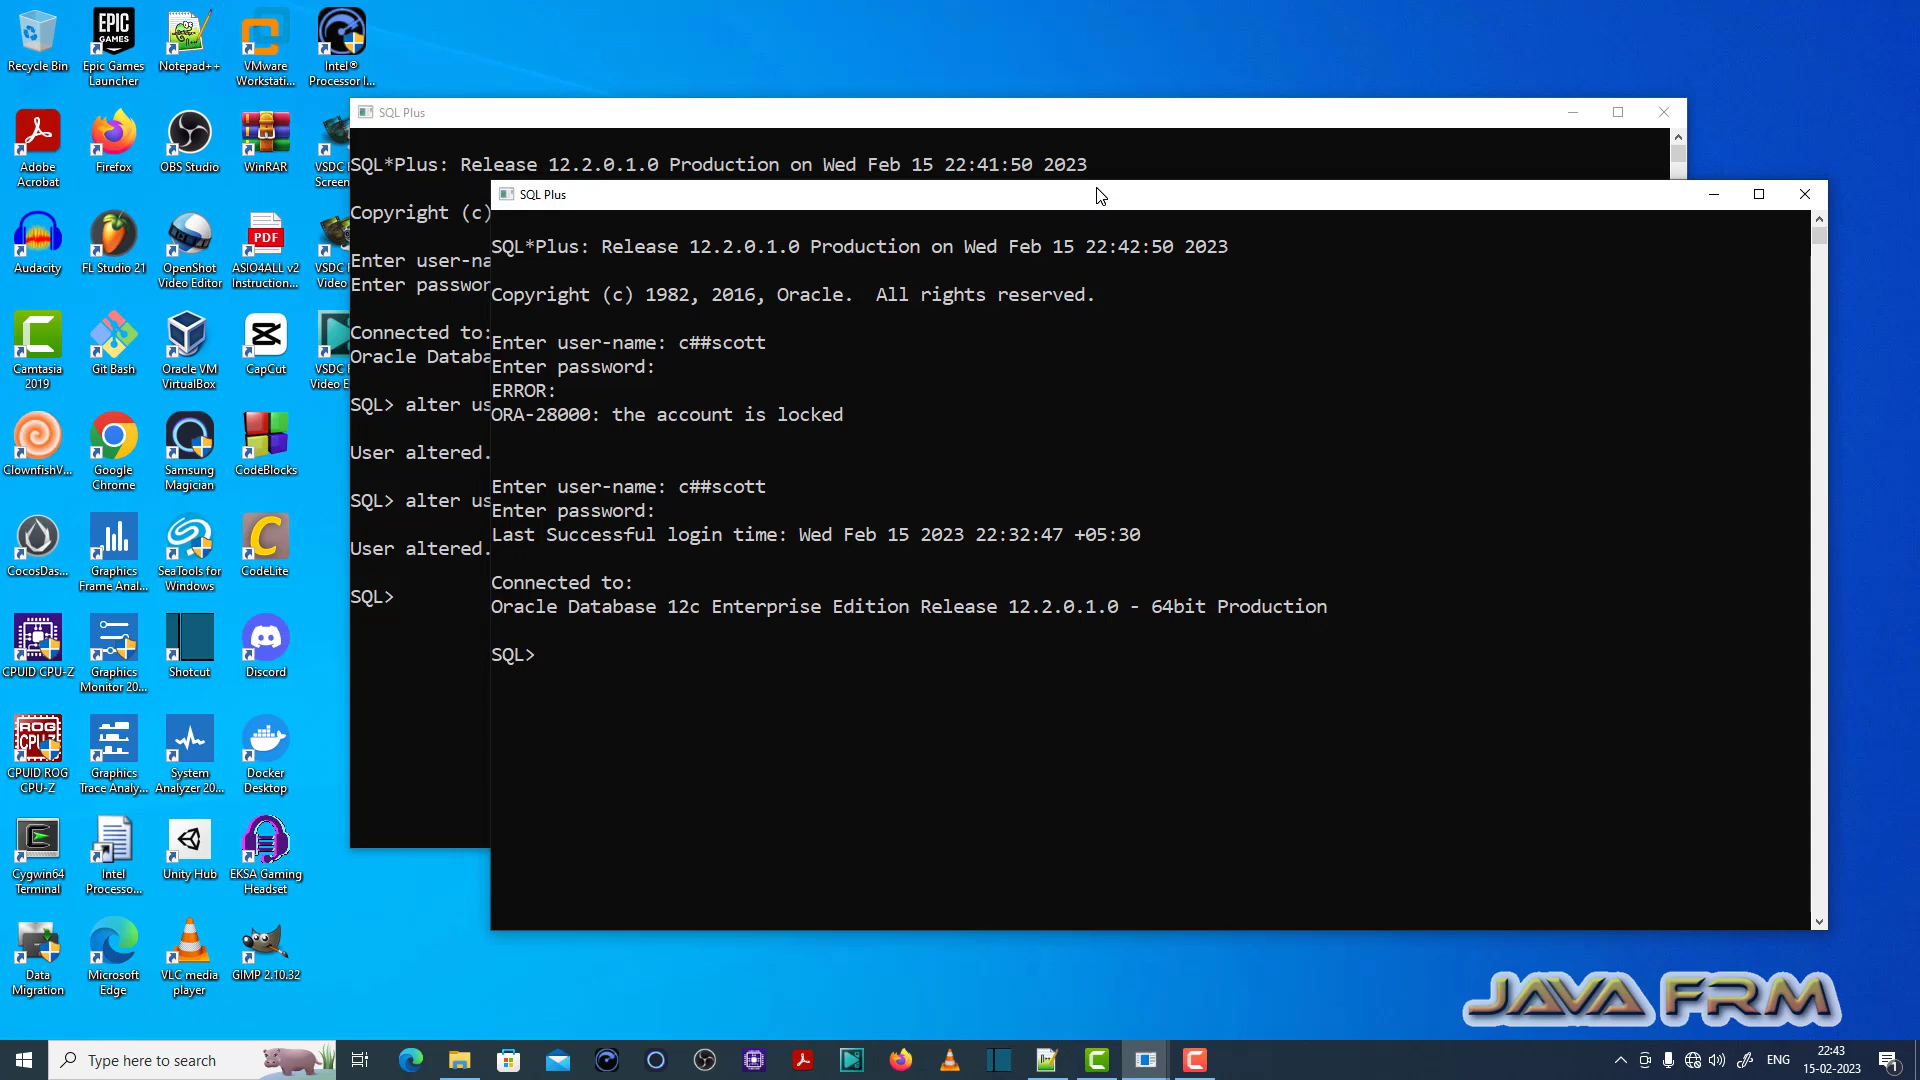 Recycle Bin
Epic Games Launcher
Notepad++
VMware Workstati...
Intel® Processor I...
Adobe Acrobat
Firefox
OBS Studio
WinRAR
VSDC
Screen
Audacity
FL Studio 21
OpenShot Video Editor
PDF
ASIO4ALL v2 Instruction...
VSDC
Video
Camtasia 2019
Git Bash
Oracle VM VirtualBox
CapCut
VSDC
Video E
ClownfishV...
Google Chrome
Samsung Magician
CodeBlocks
CocosDas...
Graphics Frame Anal...
SeaTools for Windows
CodeLite
CPUID CPU-Z
Graphics Monitor 20...
Shotcut
Discord
ROG
CPU-Z
CPUID ROG CPU-Z
Graphics Trace Analy...
System Analyzer 20...
Docker Desktop
Cygwin64 Terminal
Intel Processo...
Unity Hub
EKSA Gaming Headset
Data Migration
Microsoft Edge
VLC media player
GIMP 2.10.32
SQL Plus
SQL*Plus: Release 12.2.0.1.0 Production on Wed Feb 15 22:41:50 2023
Copyright (c)
Enter user-na
Enter passwor
Connected to:
Oracle Databa
SQL> alter us
User altered.
SQL> alter us
User altered.
SQL>
SQL Plus
SQL*Plus: Release 12.2.0.1.0 Production on Wed Feb 15 22:42:50 2023
Copyright (c) 1982, 2016, Oracle.  All rights reserved.
Enter user-name: c##scott
Enter password:
ERROR:
ORA-28000: the account is locked
Enter user-name: c##scott
Enter password:
Last Successful login time: Wed Feb 15 2023 22:32:47 +05:30
Connected to:
Oracle Database 12c Enterprise Edition Release 12.2.0.1.0 - 64bit Production
SQL>
JAVA FRM
Type here to search
ENG
22:43
15-02-2023
1